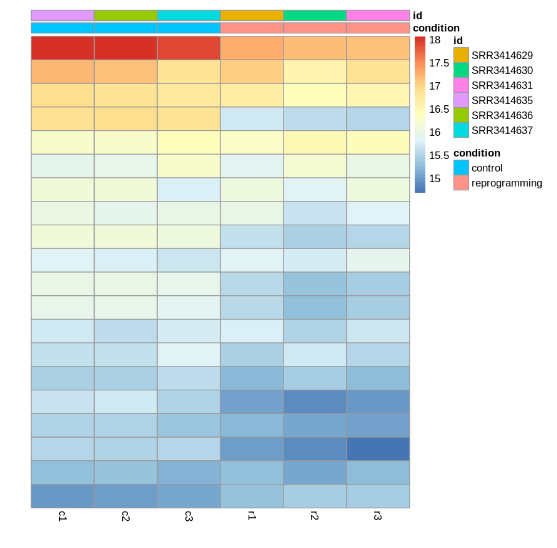 id
condition
18
17.5
17
16.5
16
15.5
15
id
SRR3414629
SRR3414630
SRR3414631
SRR3414635
SRR3414636
SRR3414637
condition
control
reprogramming
c1
c2
c3
r1
r2
r3